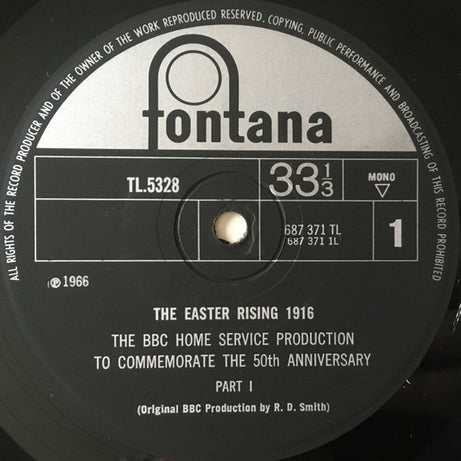 ALL RIGHTS OF THE RECORD PRODUCER AND OF THE OWNER OF THE WORK REPRODUCED RESERVED. COPYING, PUBLIC PERFORMANCE AND BROADCASTING OF THIS RECORD PROHIBITED
fontana
TL.5328
33⅓
MONO
687 371 TL
687 371 1L
1
℗ 1966
THE EASTER RISING 1916
THE BBC HOME SERVICE PRODUCTION
TO COMMEMORATE THE 50th ANNIVERSARY
PART I
(Original BBC Production by R. D. Smith)